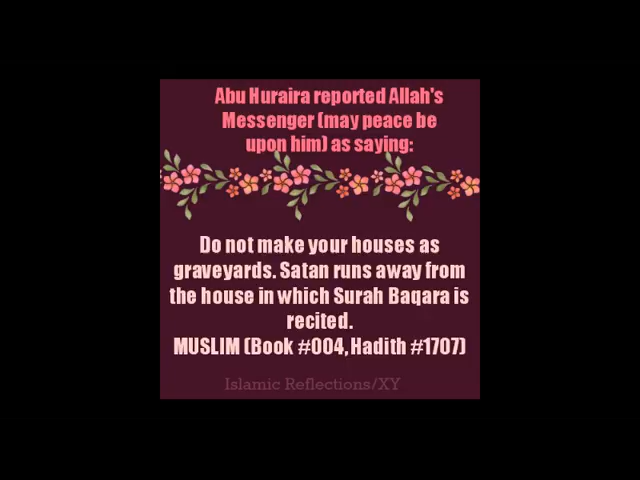 Abu Huraira reported Allah's
Messenger (may peace be
upon him) as saying:
Do not make your houses as
graveyards. Satan runs away from
the house in which Surah Baqara is
recited.
MUSLIM (Book #004, Hadith #1707)
Islamic Reflections/XY